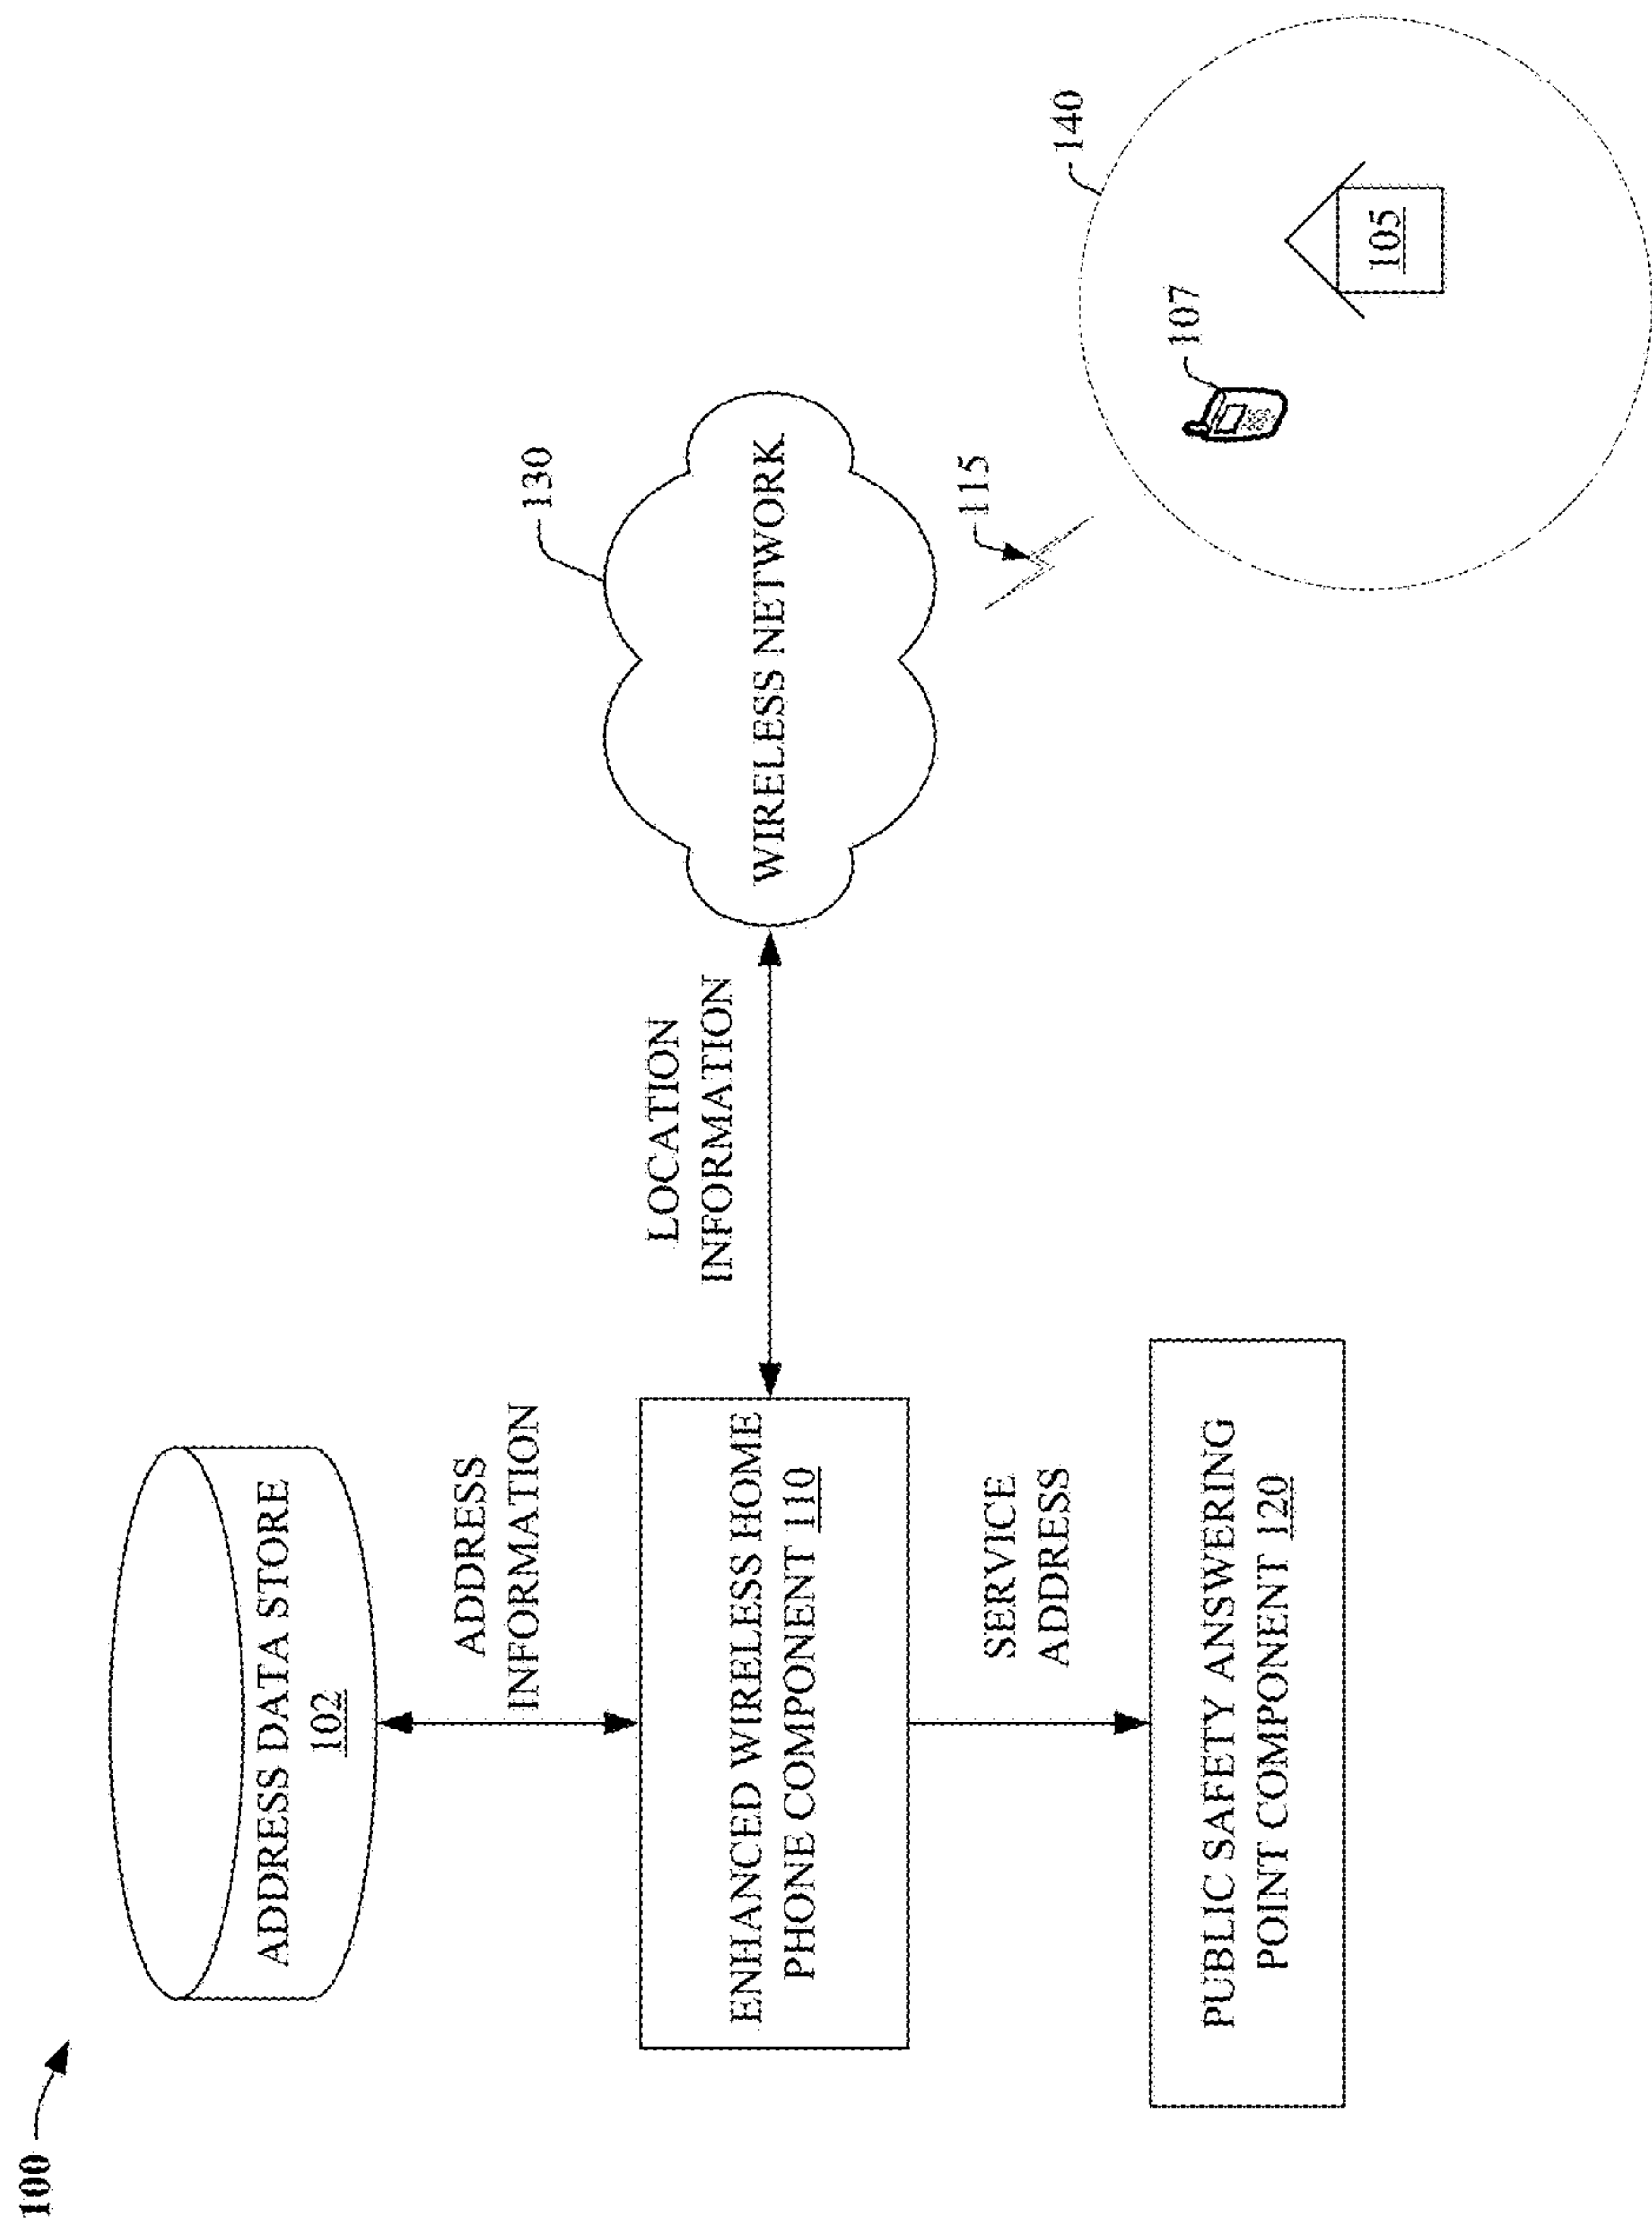 100
ADDRESS DATA STORE
102
ADDRESS
INFORMATION
ENHANCED WIRELESS HOME
PHONE COMPONENT 110
SERVICE
ADDRESS
PUBLIC SAFETY ANSWERING
POINT COMPONENT 120
LOCATION
INFORMATION
130
WIRELESS NETWORK
115
107
140
105